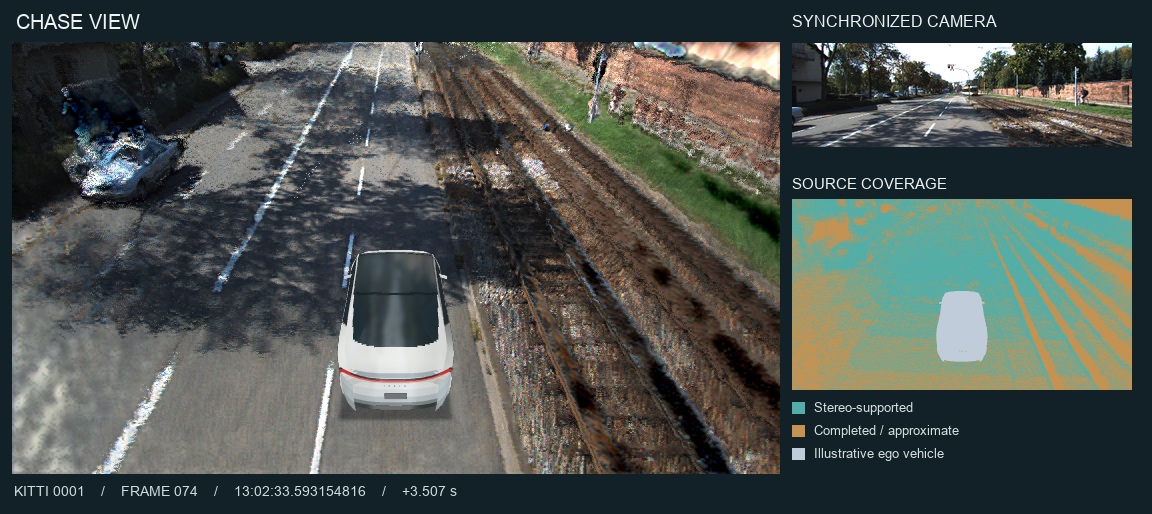 CHASE VIEW
SYNCHRONIZED CAMERA
SOURCE COVERAGE
Stereo-supported
Completed / approximate
Illustrative ego vehicle
KITTI 0001 / FRAME 074 / 13:02:33.593154816 / +3.507 s